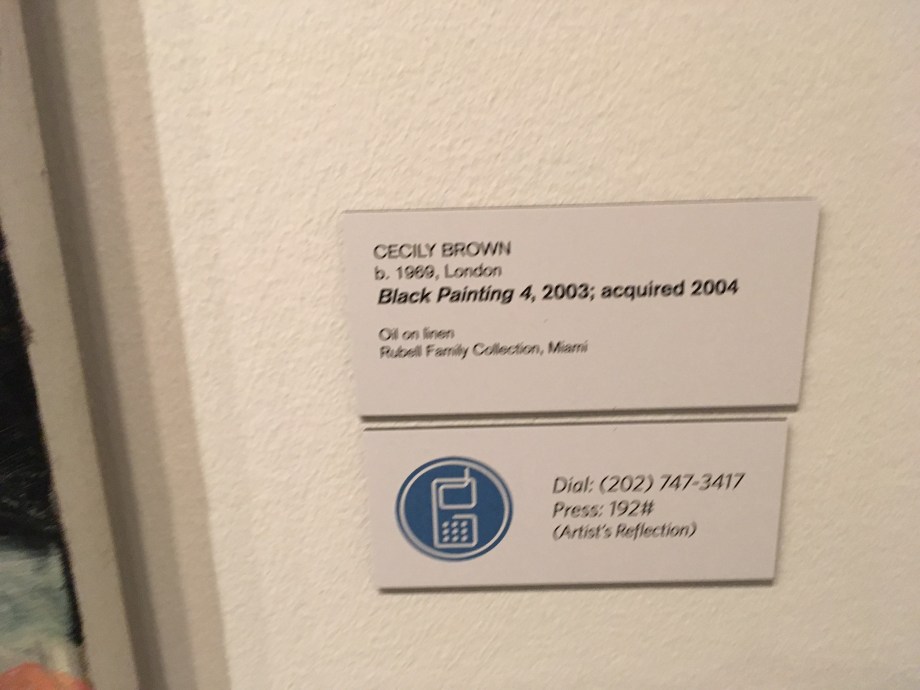 CECILY BROWN
b. 1969, London
Black Painting 4, 2003; acquired 2004
Oil on linen
Rubell Family Collection, Miami
Dial: (202) 747-3417
Press: 192#
(Artist's Reflection)